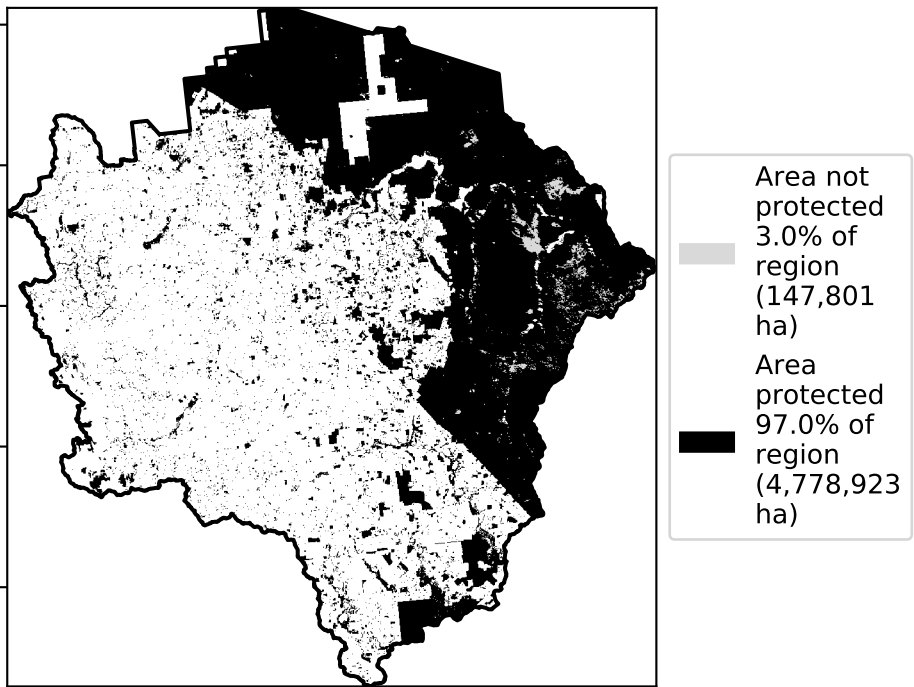 Area not
protected
3.0% of
region
(147,801
ha)
Area
protected
97.0% of
region
(4,778,923
ha)